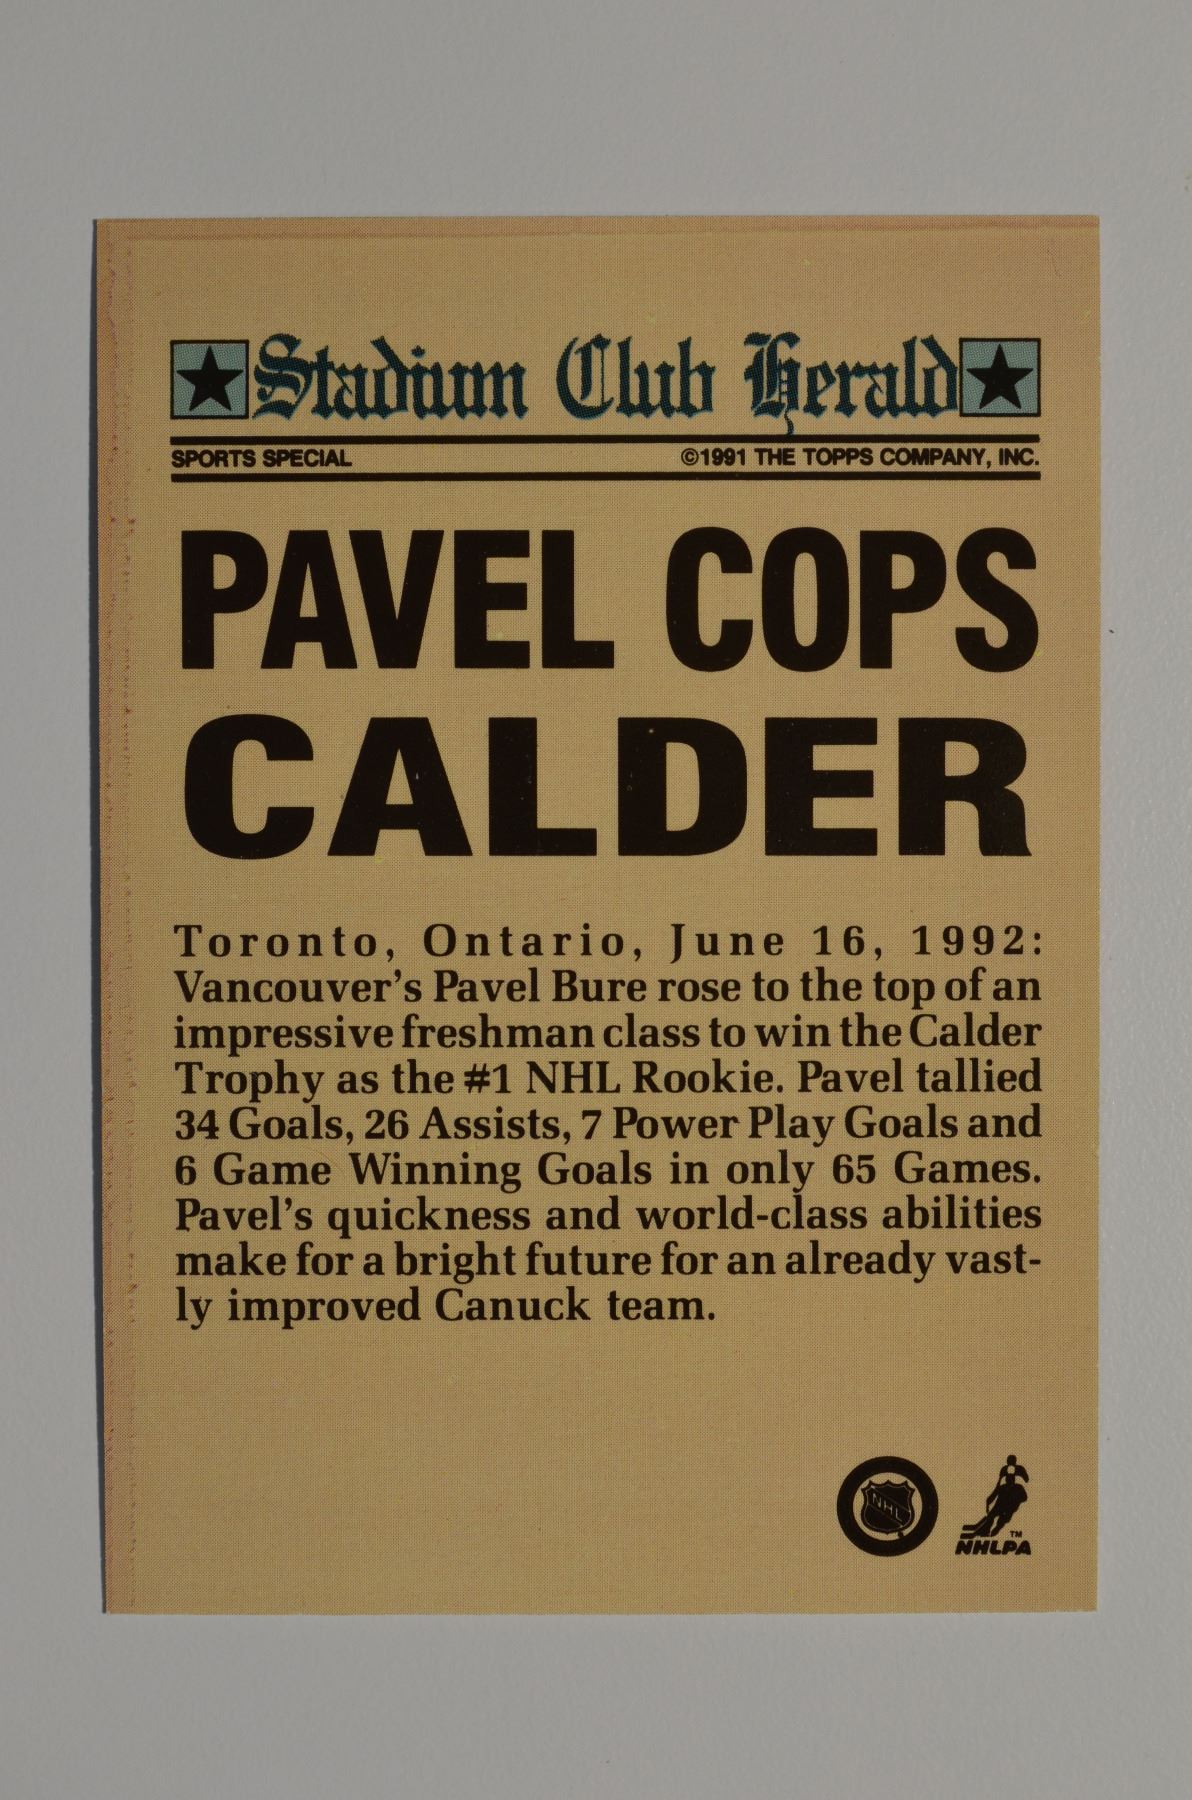 Stadium Club Herald
SPORTS SPECIAL ©1991 THE TOPPS COMPANY, INC.
PAVEL COPS
CALDER
Toronto, Ontario, June 16, 1992:
Vancouver's Pavel Bure rose to the top of an
impressive freshman class to win the Calder
Trophy as the #1 NHL Rookie. Pavel tallied
34 Goals, 26 Assists, 7 Power Play Goals and
6 Game Winning Goals in only 65 Games.
Pavel's quickness and world-class abilities
make for a bright future for an already vast-
ly improved Canuck team.
NHL
TM
NHLPA